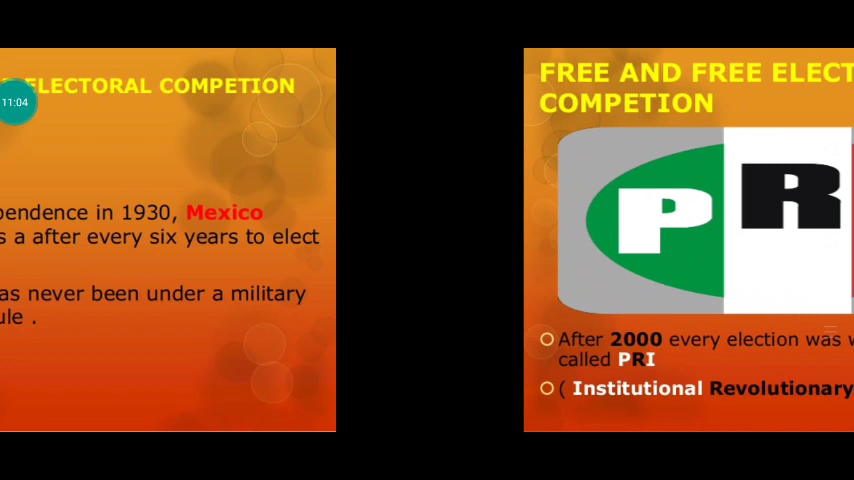 ELECTORAL COMPETION
11:04
pendence in 1930, Mexico
s a after every six years to elect
as never been under a military
ule .
FREE AND FREE ELECT
COMPETION
PR
After 2000 every election was w
called PRI
( Institutional Revolutionary